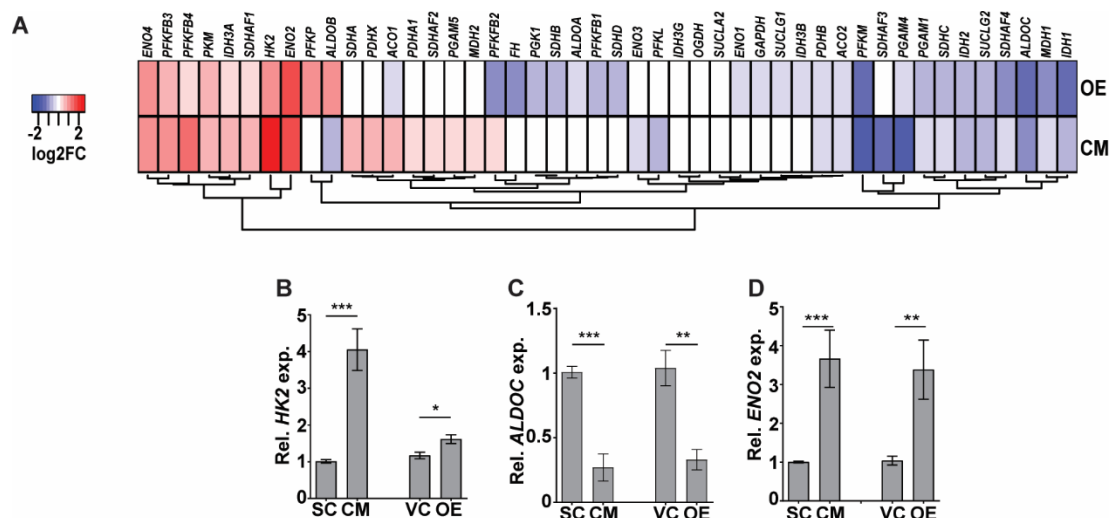 A
ENO4 PFKFB3 PFKFB4 PKM IDH3A SDHAF1 HK2 ENO2 PFKP ALDOB SDHA PDHX ACO1 PDHA1 SDHAF2 PGAM5 MDH2 PFKFB2 FH PGK1 SDHB ALDOA PFKFB1 SDHD ENO3 PFKL IDH3G OGDH SUCLA2 ENO1 GAPDH SUCLG1 IDH3B PDHB ACO2 PFKM SDHAF3 PGAM4 PGAM1 SDHC IDH2 SUCLG2 SDHAF4 ALDOC MDH1 IDH1
OE
-2 2
log2FC
CM
B
Rel. HK2 exp.
5
4
3
2
1
0
***
*
SC CM VC OE
C
Rel. ALDOC exp.
1.5
1
0.5
0
***
**
SC CM VC OE
D
Rel. ENO2 exp.
5
4
3
2
1
0
***
**
SC CM VC OE